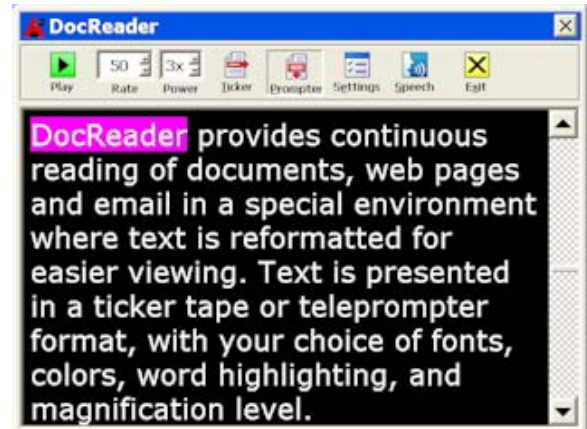 DocReader
50 3x
Play Rate Power Ticker Prompter Settings Speech Exit
DocReader provides continuous
reading of documents, web pages
and email in a special environment
where text is reformatted for
easier viewing. Text is presented
in a ticker tape or teleprompter
format, with your choice of fonts,
colors, word highlighting, and
magnification level.